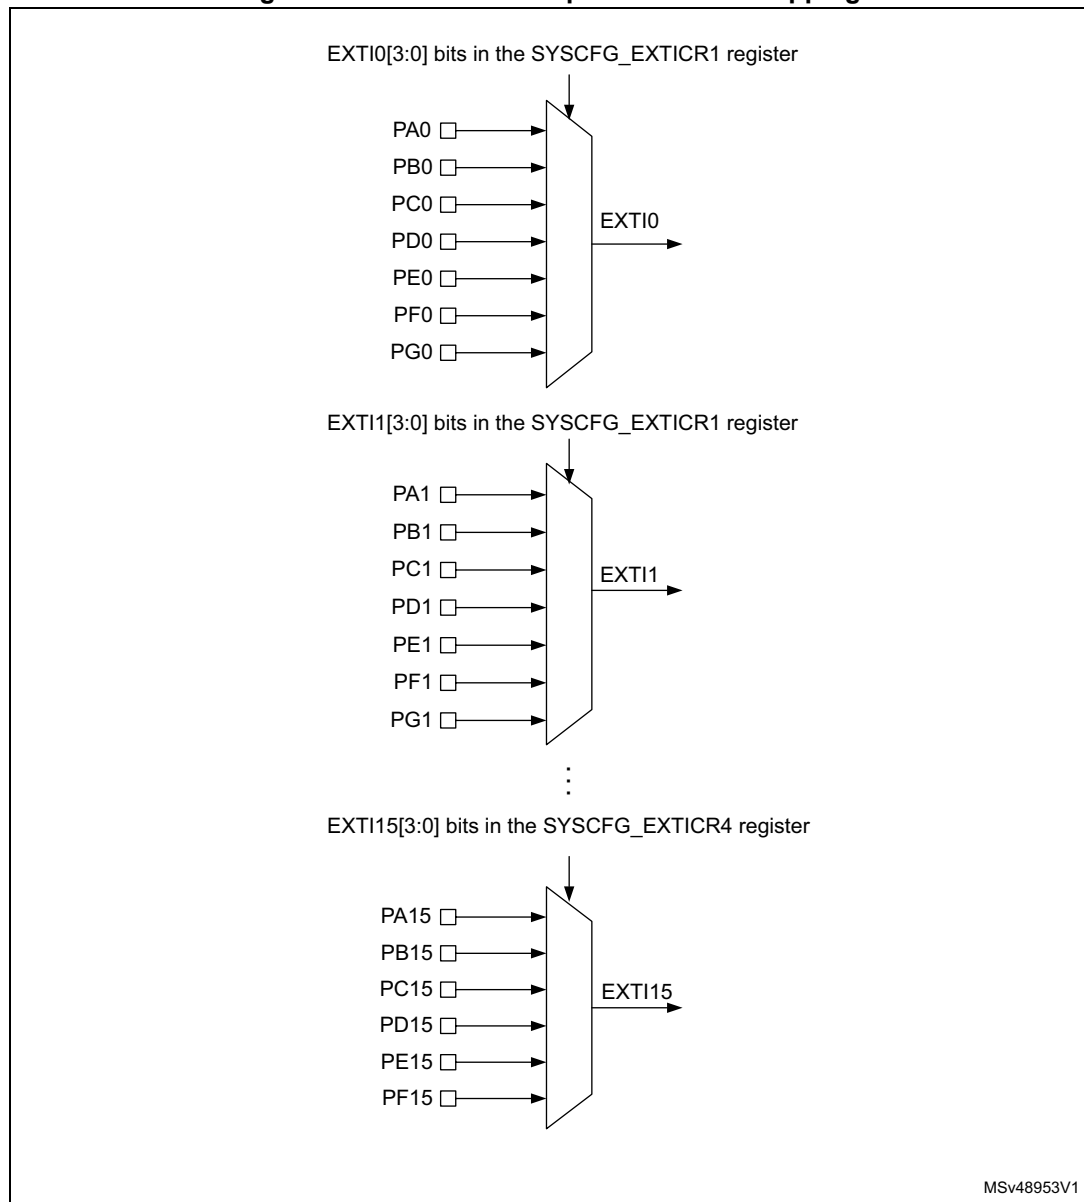 EXTI0[3:0] bits in the SYSCFG_EXTICR1 register
PA0
PB0
PC0
PD0
PE0
PF0
PG0
EXTI0
EXTI1[3:0] bits in the SYSCFG_EXTICR1 register
PA1
PB1
PC1
PD1
PE1
PF1
PG1
EXTI1
EXTI15[3:0] bits in the SYSCFG_EXTICR4 register
PA15
PB15
PC15
PD15
PE15
PF15
EXTI15
MSv48953V1